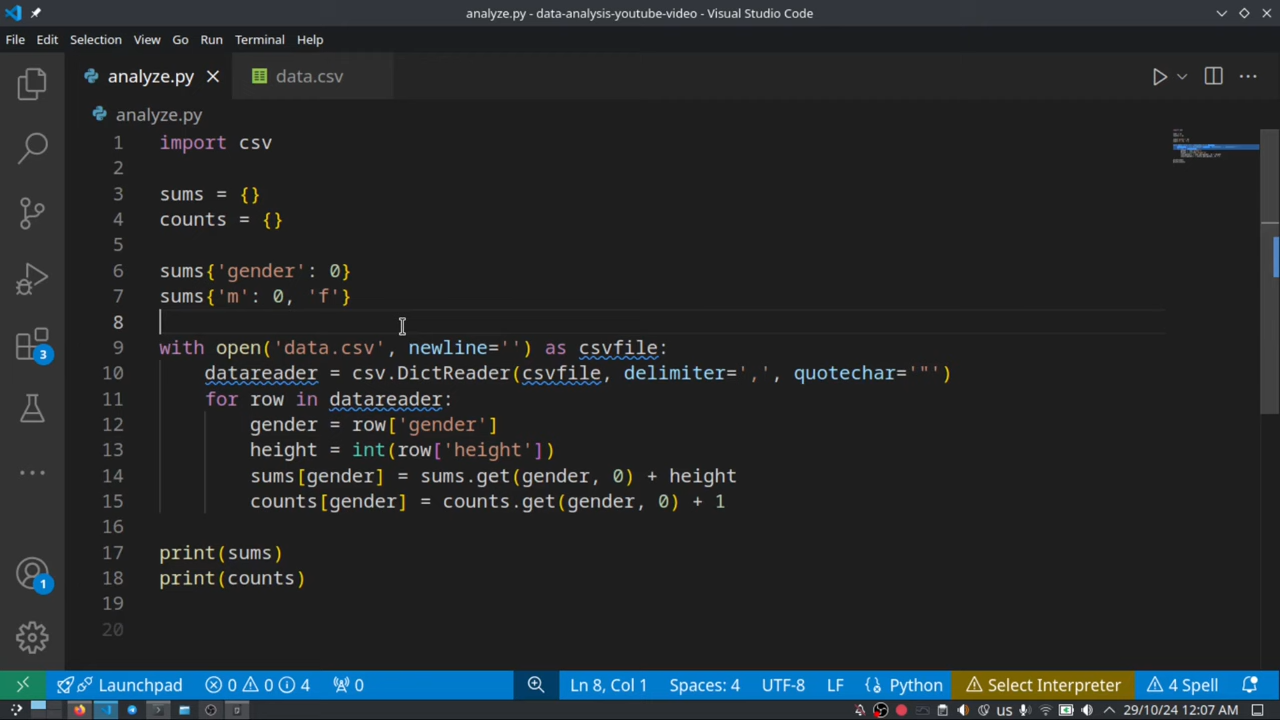 analyze.py - data-analysis-youtube-video - Visual Studio Code
File Edit Selection View Go Run Terminal Help
analyze.py data.csv
analyze.py
1 import csv
2
3 sums = {}
4 counts = {}
5
6 sums{'gender': 0}
7 sums{'m': 0, 'f'}
8
9 with open('data.csv', newline='') as csvfile:
10 datareader = csv.DictReader(csvfile, delimiter=',', quotechar='"')
11 for row in datareader:
12 gender = row['gender']
13 height = int(row['height'])
14 sums[gender] = sums.get(gender, 0) + height
15 counts[gender] = counts.get(gender, 0) + 1
16
17 print(sums)
18 print(counts)
19
20
3
1
Launchpad 0 0 4 0 Ln 8, Col 1 Spaces: 4 UTF-8 LF Python Select Interpreter 4 Spell
us 29/10/24 12:07 AM